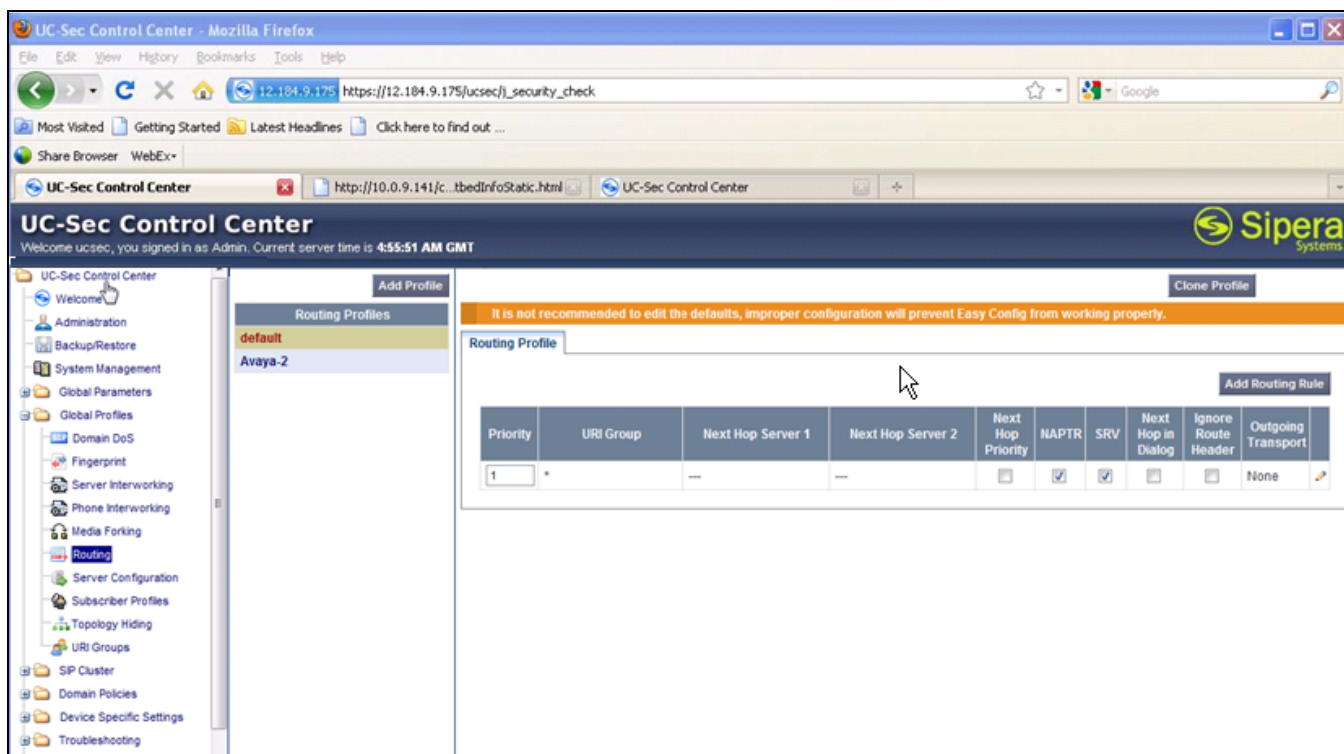 UC-Sec Control Center - Mozilla Firefox
File Edit View History Bookmarks Tools Help
12.184.9.175 https://12.184.9.175/ucsec/j_security_check
Google
Most Visited Getting Started Latest Headlines Click here to find out ...
Share Browser WebEx
UC-Sec Control Center http://10.0.9.141/c...tbedInfoStatic.html UC-Sec Control Center
UC-Sec Control Center
Welcome ucsec, you signed in as Admin. Current server time is 4:55:51 AM GMT
Sipera
Systems
UC-Sec Control Center
Welcome
Administration
Backup/Restore
System Management
Global Parameters
Global Profiles
Domain DoS
Fingerprint
Server Interworking
Phone Interworking
Media Forking
Routing
Server Configuration
Subscriber Profiles
Topology Hiding
URI Groups
SIP Cluster
Domain Policies
Device Specific Settings
Troubleshooting
Add Profile
Routing Profiles
default
Avaya-2
Clone Profile
It is not recommended to edit the defaults, improper configuration will prevent Easy Config from working properly.
Routing Profile
Add Routing Rule
Priority URI Group Next Hop Server 1 Next Hop Server 2 Next Hop Priority NAPTR SRV Next Hop in Dialog Ignore Route Header Outgoing Transport
1 * --- --- None